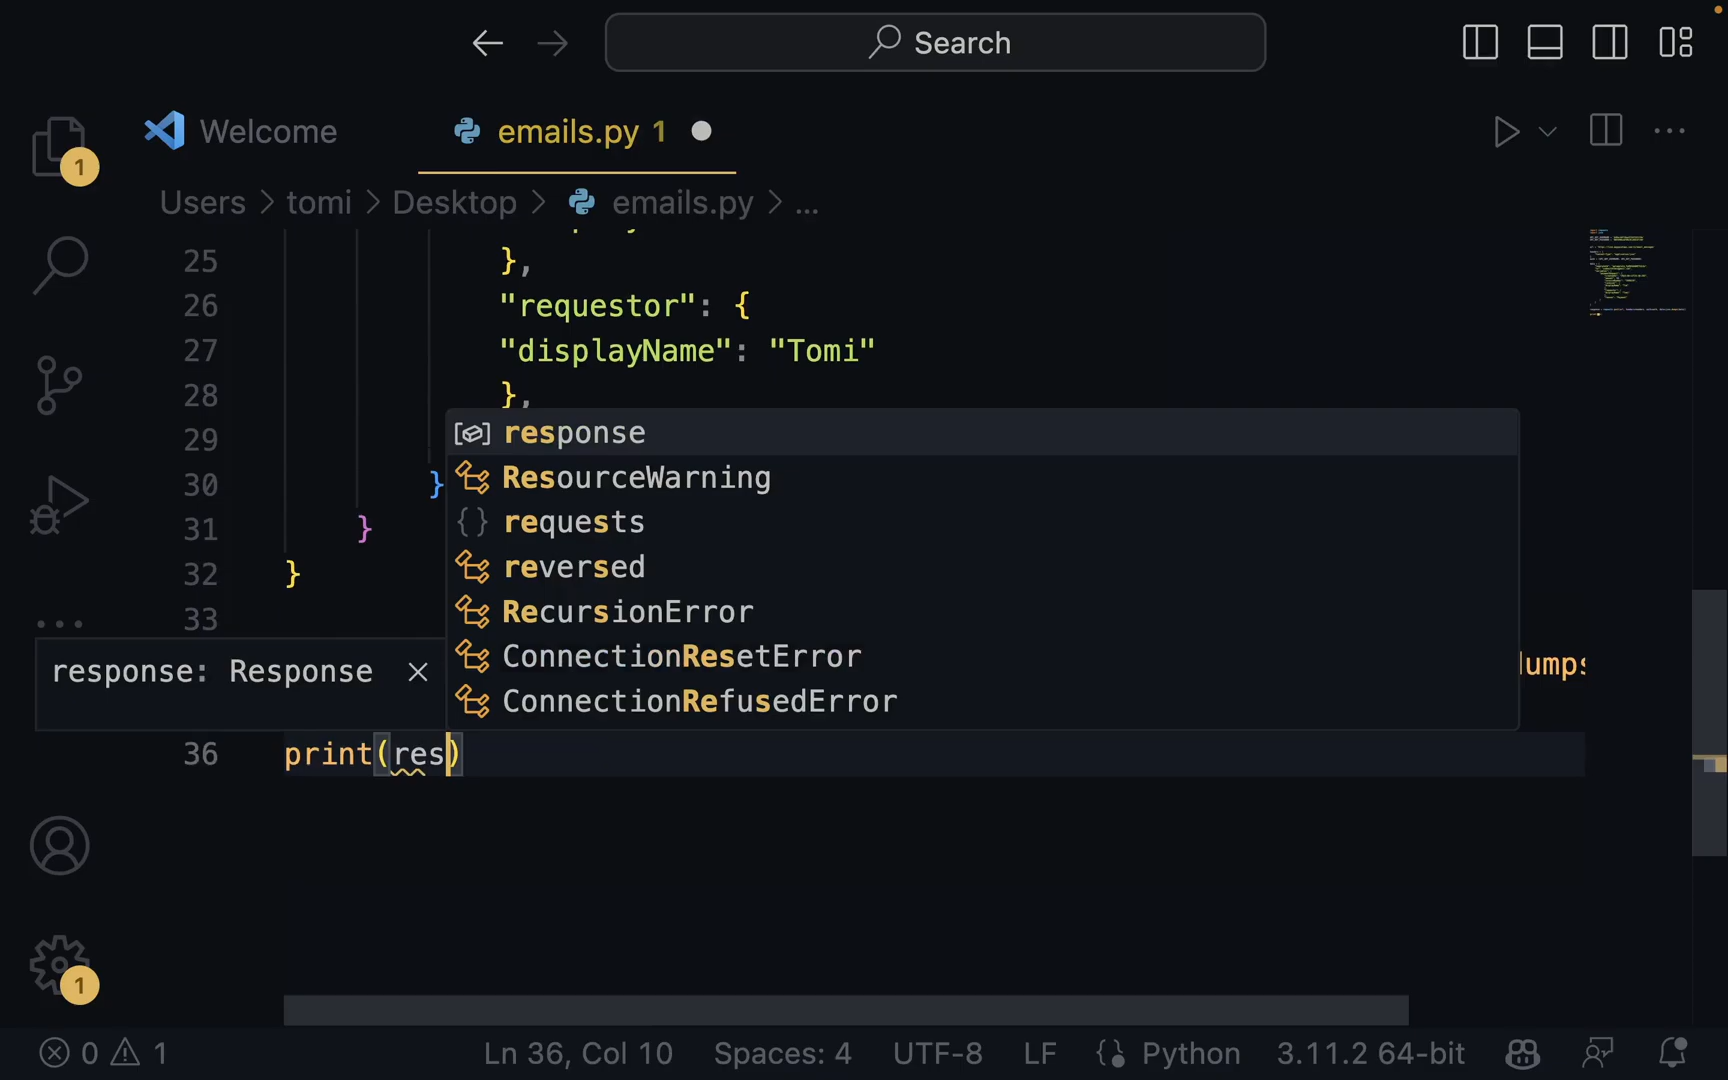 Search
Welcome
emails.py 1
Users > tomi > Desktop > emails.py > ...
25 },
26 "requestor": {
27 "displayName": "Tomi"
28 },
29
30 }
31 }
32 }
33
response
ResourceWarning
requests
reversed
RecursionError
ConnectionResetError
ConnectionRefusedError
response: Response
36 print(res)
1
1
0 1 Ln 36, Col 10 Spaces: 4 UTF-8 LF Python 3.11.2 64-bit